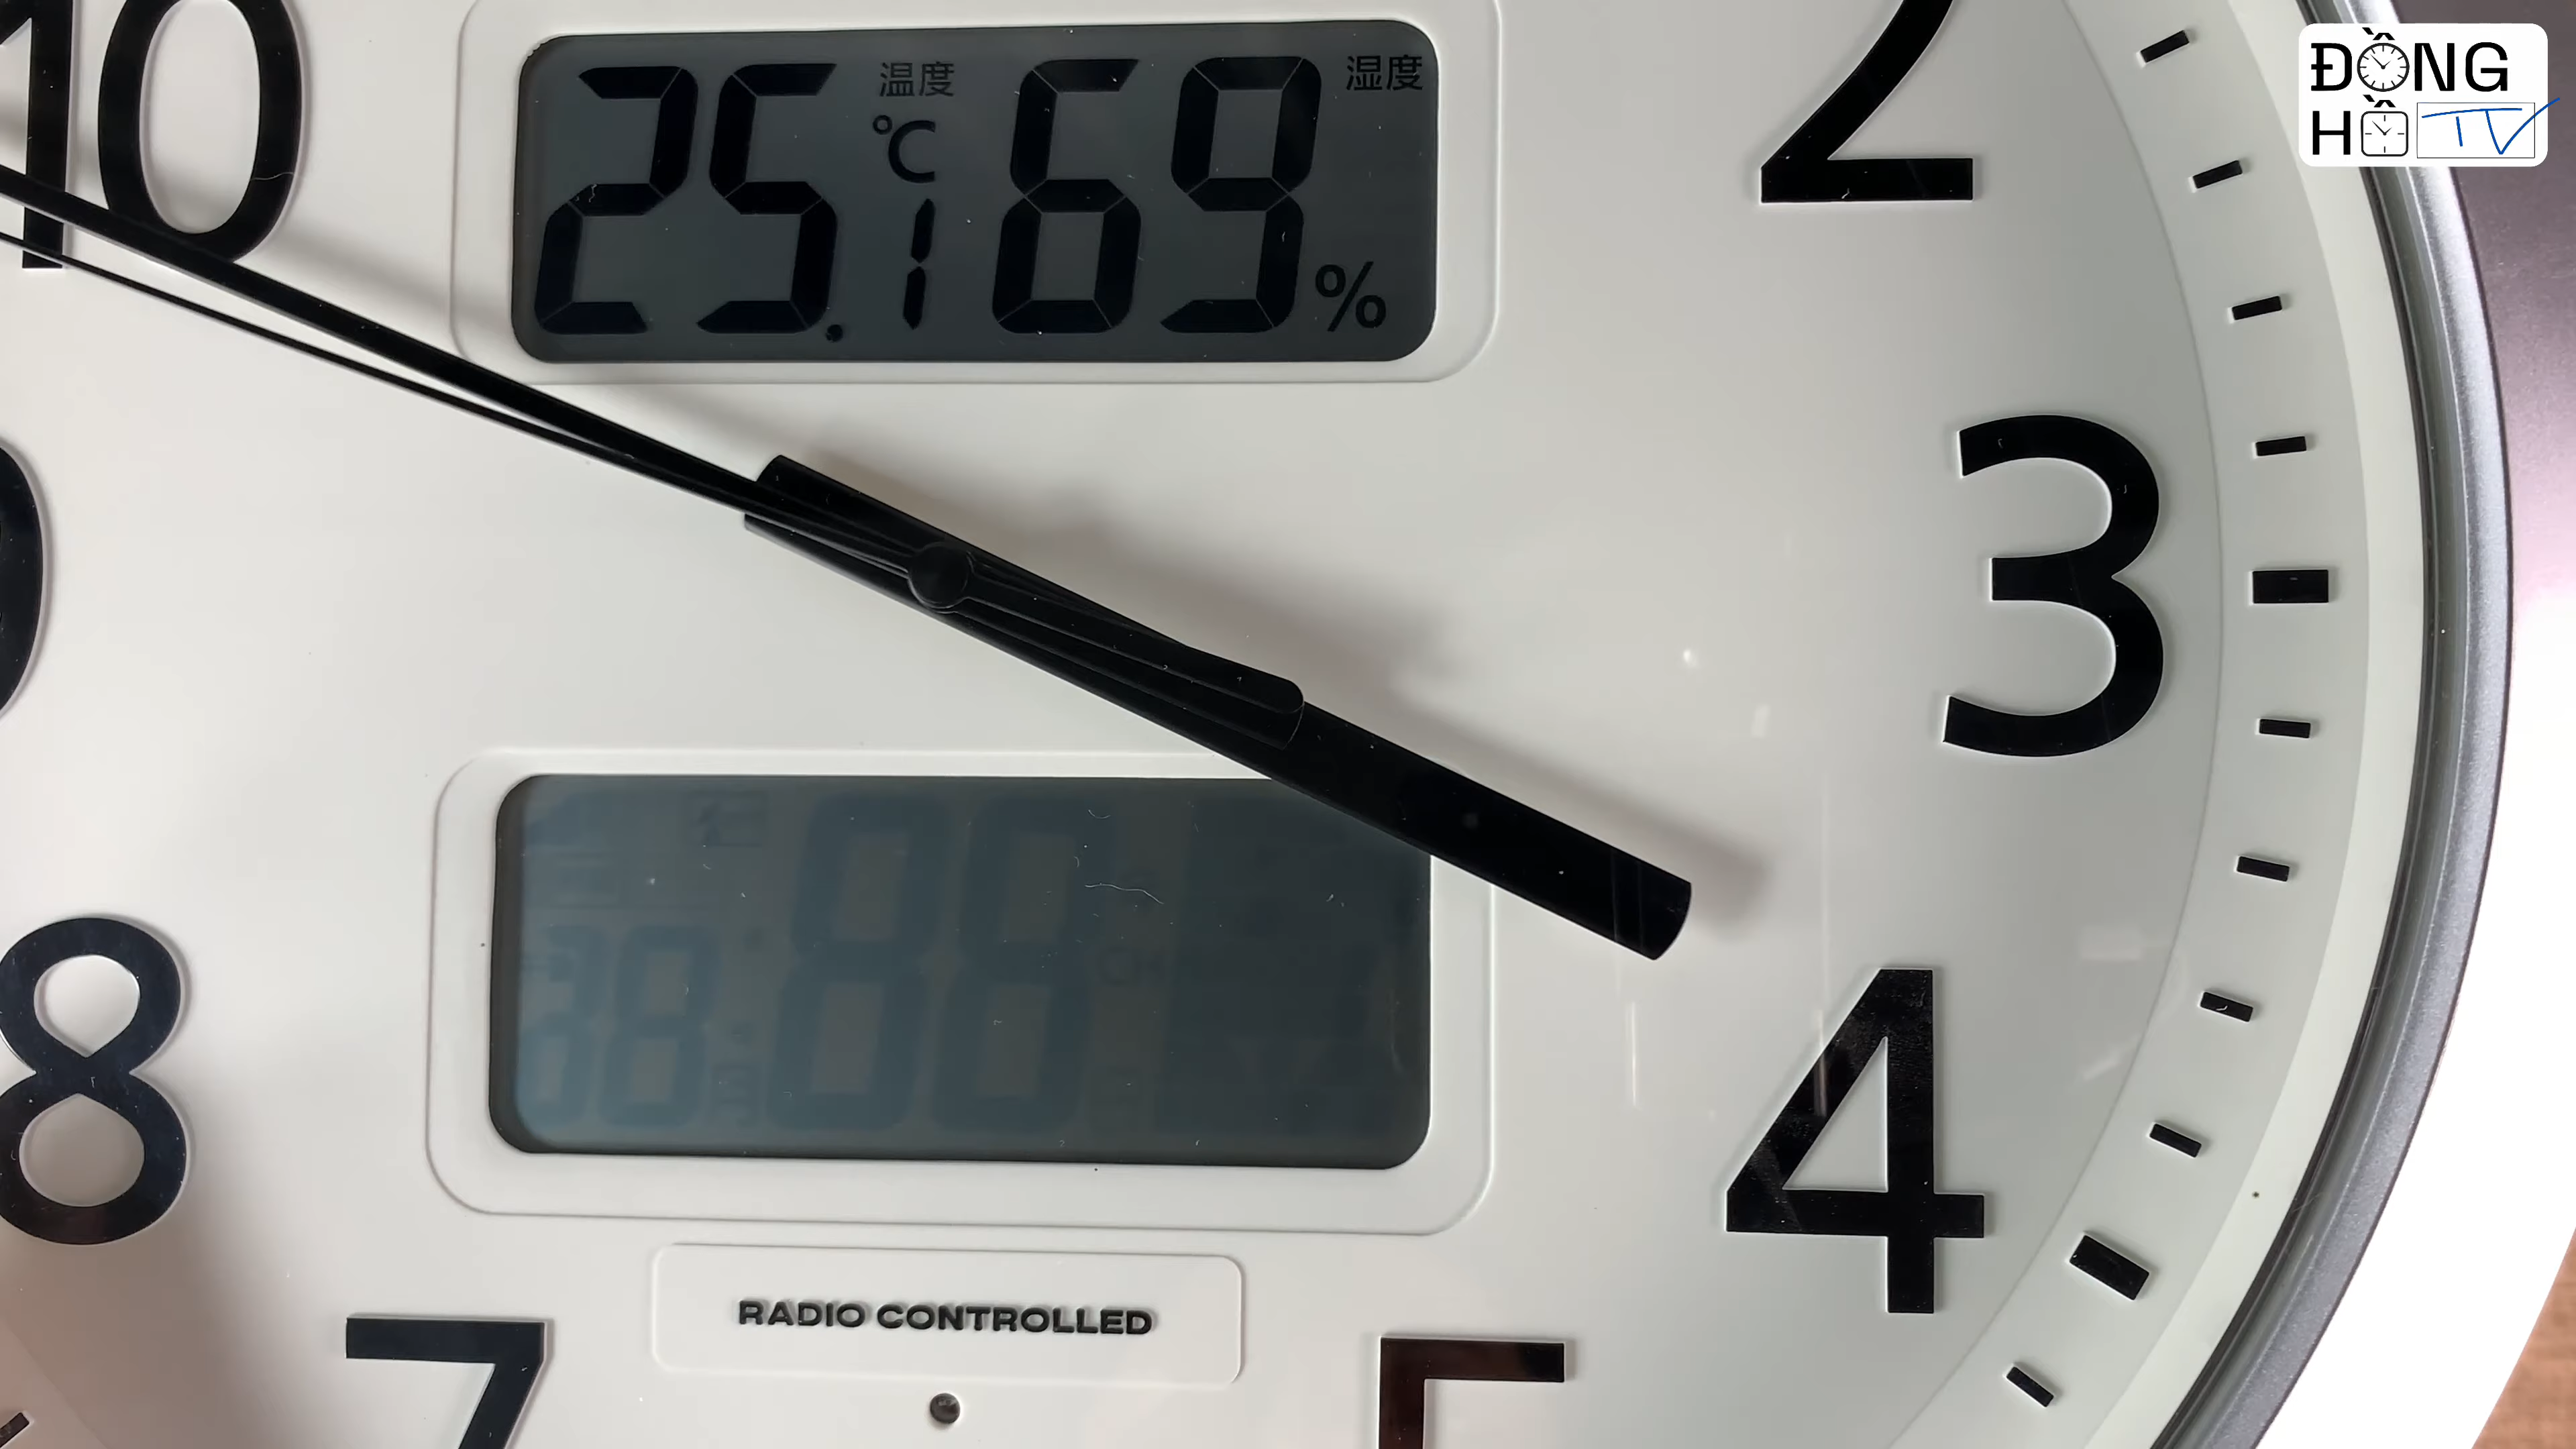 10
温度
湿度
25.1
℃
69
%
2
3
4
8
7
5
RADIO CONTROLLED
ĐỒNG
HỒ TV